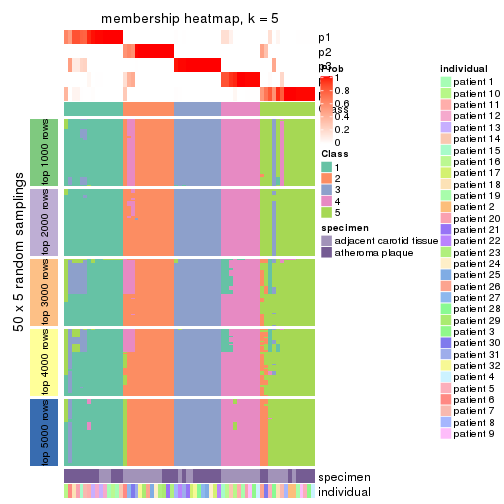 membership heatmap, k = 5
p1
p2
p3
Prob
1
0.8
0.6
0.4
0.2
0
Class
1
2
3
4
5
specimen
adjacent carotid tissue
atheroma plaque
individual
patient 1
patient 10
patient 11
patient 12
patient 13
patient 14
patient 15
patient 16
patient 17
patient 18
patient 19
patient 2
patient 20
patient 21
patient 22
patient 23
patient 24
patient 25
patient 26
patient 27
patient 28
patient 29
patient 3
patient 30
patient 31
patient 32
patient 4
patient 5
patient 6
patient 7
patient 8
patient 9
50 x 5 random samplings
top 1000 rows
top 2000 rows
top 3000 rows
top 4000 rows
top 5000 rows
specimen
individual